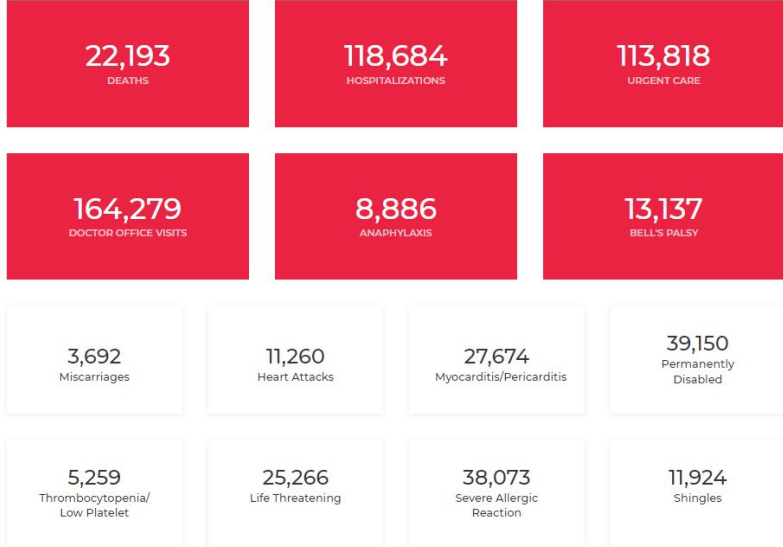 22,193
DEATHS
118,684
HOSPITALIZATIONS
113,818
URGENT CARE
164,279
DOCTOR OFFICE VISITS
8,886
ANAPHYLAXIS
13,137
BELL'S PALSY
3,692
Miscarriages
11,260
Heart Attacks
27,674
Myocarditis/Pericarditis
39,150
Permanently
Disabled
5,259
Thrombocytopenia/
Low Platelet
25,266
Life Threatening
38,073
Severe Allergic
Reaction
11,924
Shingles